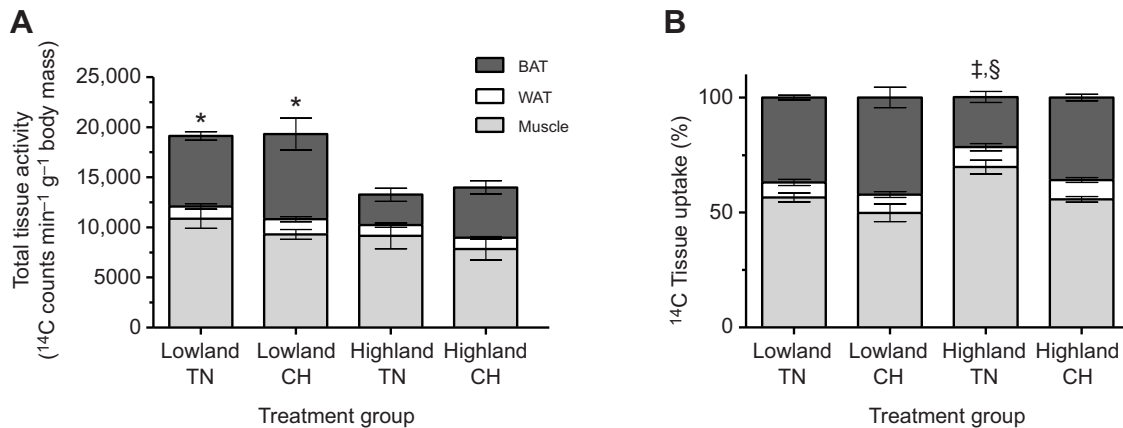 A
Total tissue activity
(¹⁴C counts min⁻¹ g⁻¹ body mass)
25,000
20,000
15,000
10,000
5000
0
*
*
BAT
WAT
Muscle
Lowland TN
Lowland CH
Highland TN
Highland CH
Treatment group
B
¹⁴C Tissue uptake (%)
100
50
0
‡,§
Lowland TN
Lowland CH
Highland TN
Highland CH
Treatment group